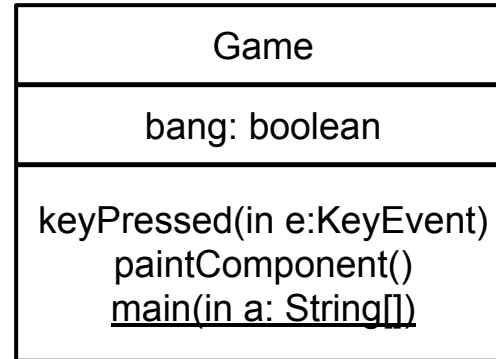 Game
bang: boolean
keyPressed(in e:KeyEvent)
paintComponent()
main(in a: String[])